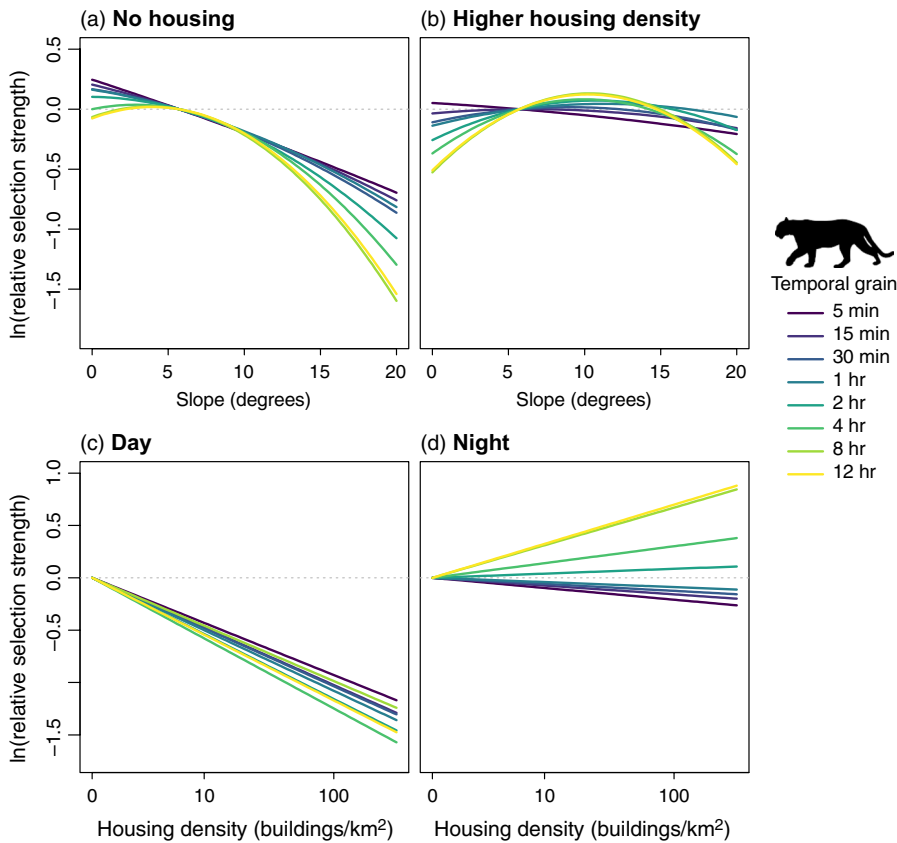 (a) No housing
(b) Higher housing density
ln(relative selection strength)
0.5
0.0
−0.5
−1.0
−1.5
0 5 10 15 20
0 5 10 15 20
Slope (degrees)
Slope (degrees)
Temporal grain
5 min
15 min
30 min
1 hr
2 hr
4 hr
8 hr
12 hr
(c) Day
(d) Night
ln(relative selection strength)
1.0
0.5
0.0
−0.5
−1.5
0 10 100
0 10 100
Housing density (buildings/km²)
Housing density (buildings/km²)